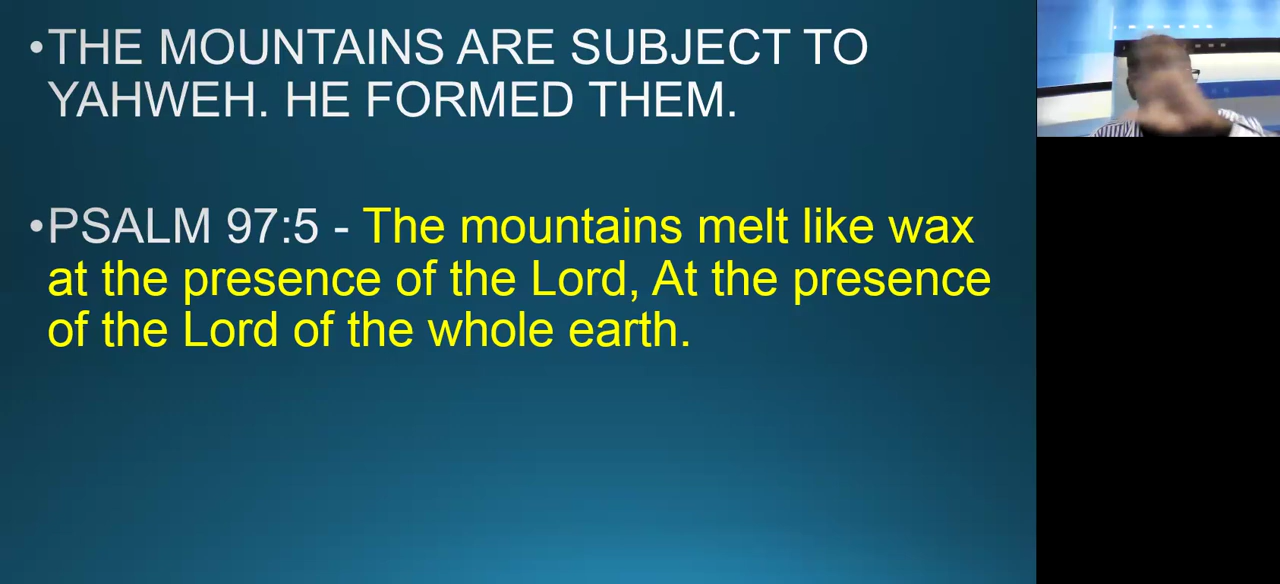 •THE MOUNTAINS ARE SUBJECT TO
YAHWEH. HE FORMED THEM.
•PSALM 97:5 - The mountains melt like wax
at the presence of the Lord, At the presence
of the Lord of the whole earth.